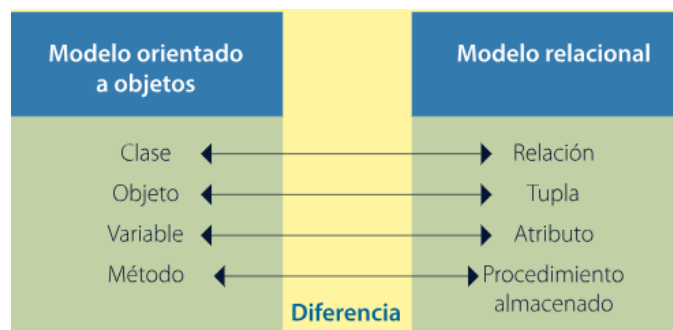 Modelo orientado
a objetos
Modelo relacional
Clase
Relación
Objeto
Tupla
Variable
Atributo
Método
Procedimiento
almacenado
Diferencia